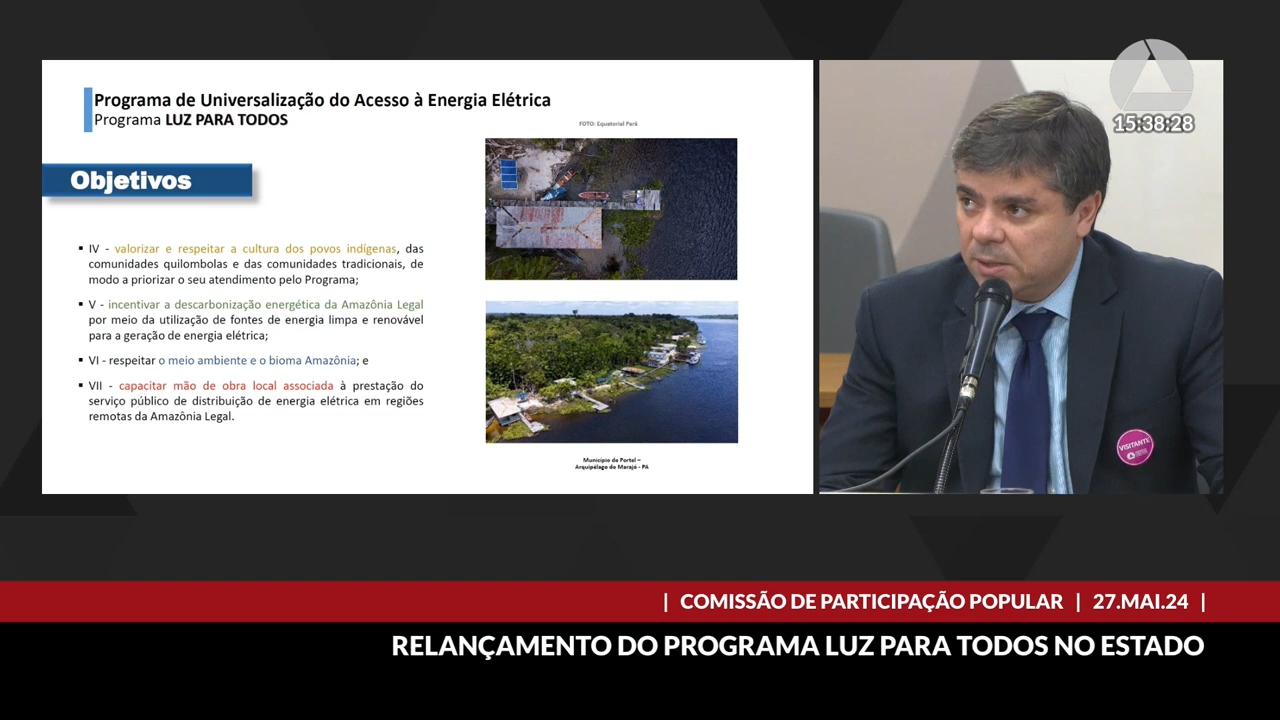 Programa de Universalização do Acesso à Energia Elétrica
Programa LUZ PARA TODOS
Objetivos
▪ IV - valorizar e respeitar a cultura dos povos indígenas, das
comunidades quilombolas e das comunidades tradicionais, de
modo a priorizar o seu atendimento pelo Programa;
▪ V - incentivar a descarbonização energética da Amazônia Legal
por meio da utilização de fontes de energia limpa e renovável
para a geração de energia elétrica;
▪ VI - respeitar o meio ambiente e o bioma Amazônia; e
▪ VII - capacitar mão de obra local associada à prestação do
serviço público de distribuição de energia elétrica em regiões
remotas da Amazônia Legal.
FOTO: Equatorial Pará
Município de Portel –
Arquipélago do Marajó - PA
15:38:28
VISITANTE
| COMISSÃO DE PARTICIPAÇÃO POPULAR | 27.MAI.24 |
RELANÇAMENTO DO PROGRAMA LUZ PARA TODOS NO ESTADO